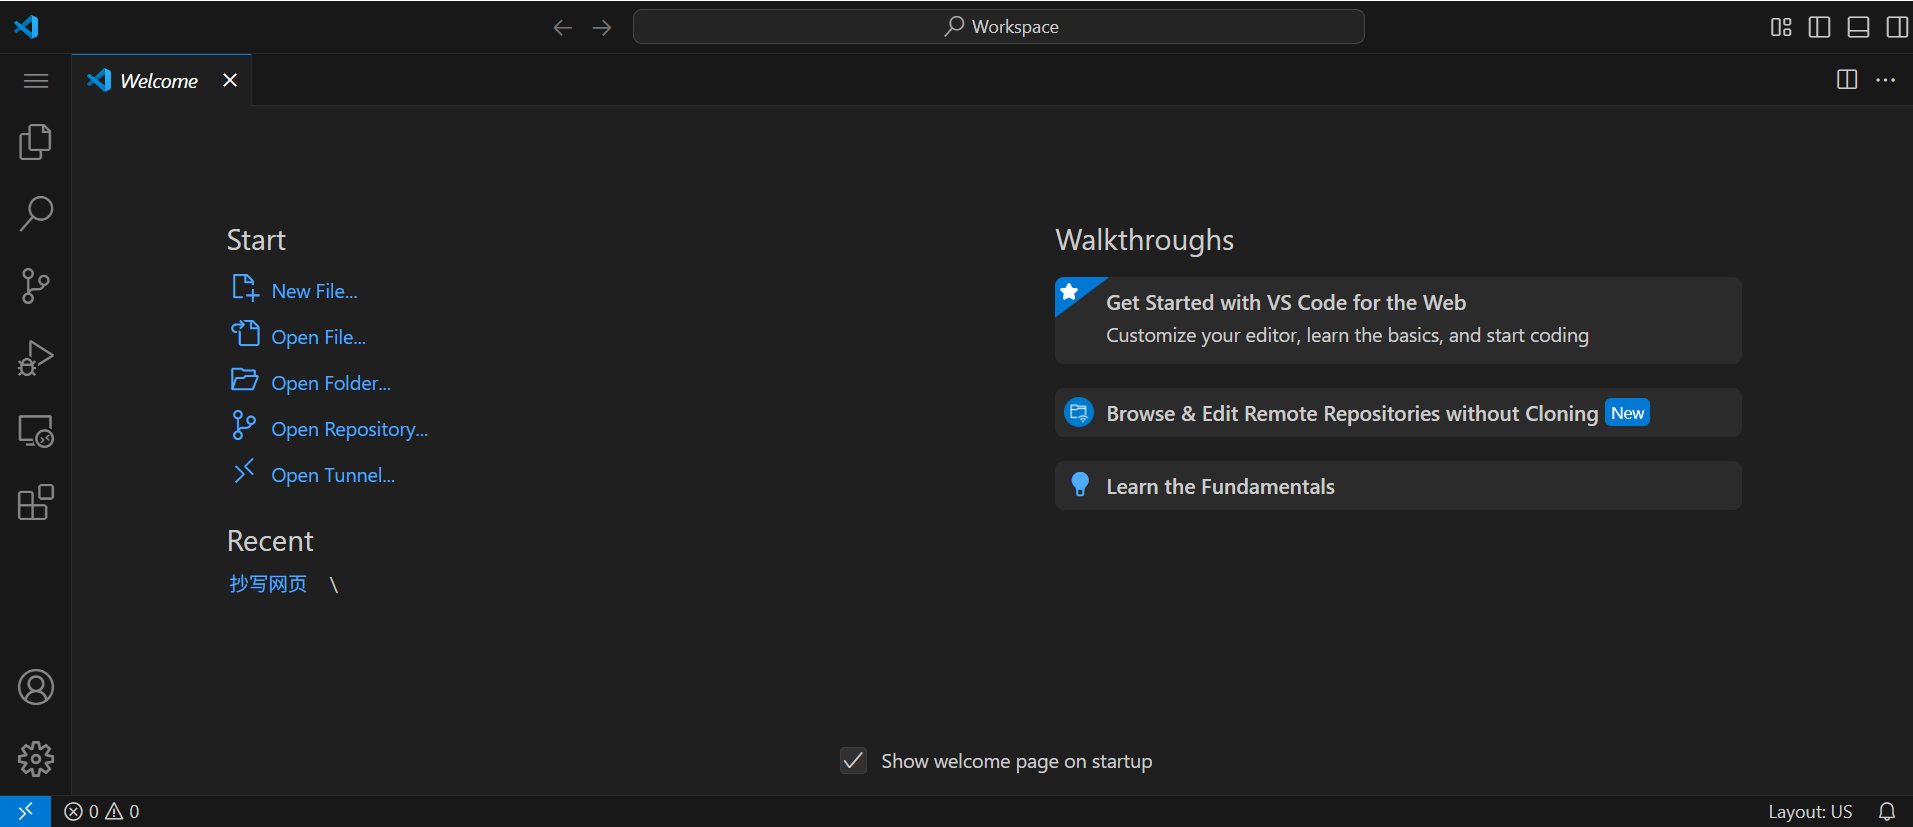 Workspace
Welcome
Start
New File...
Open File...
Open Folder...
Open Repository...
Open Tunnel...
Recent
抄写网页 \
Walkthroughs
Get Started with VS Code for the Web
Customize your editor, learn the basics, and start coding
Browse & Edit Remote Repositories without Cloning New
Learn the Fundamentals
Show welcome page on startup
0 0
Layout: US